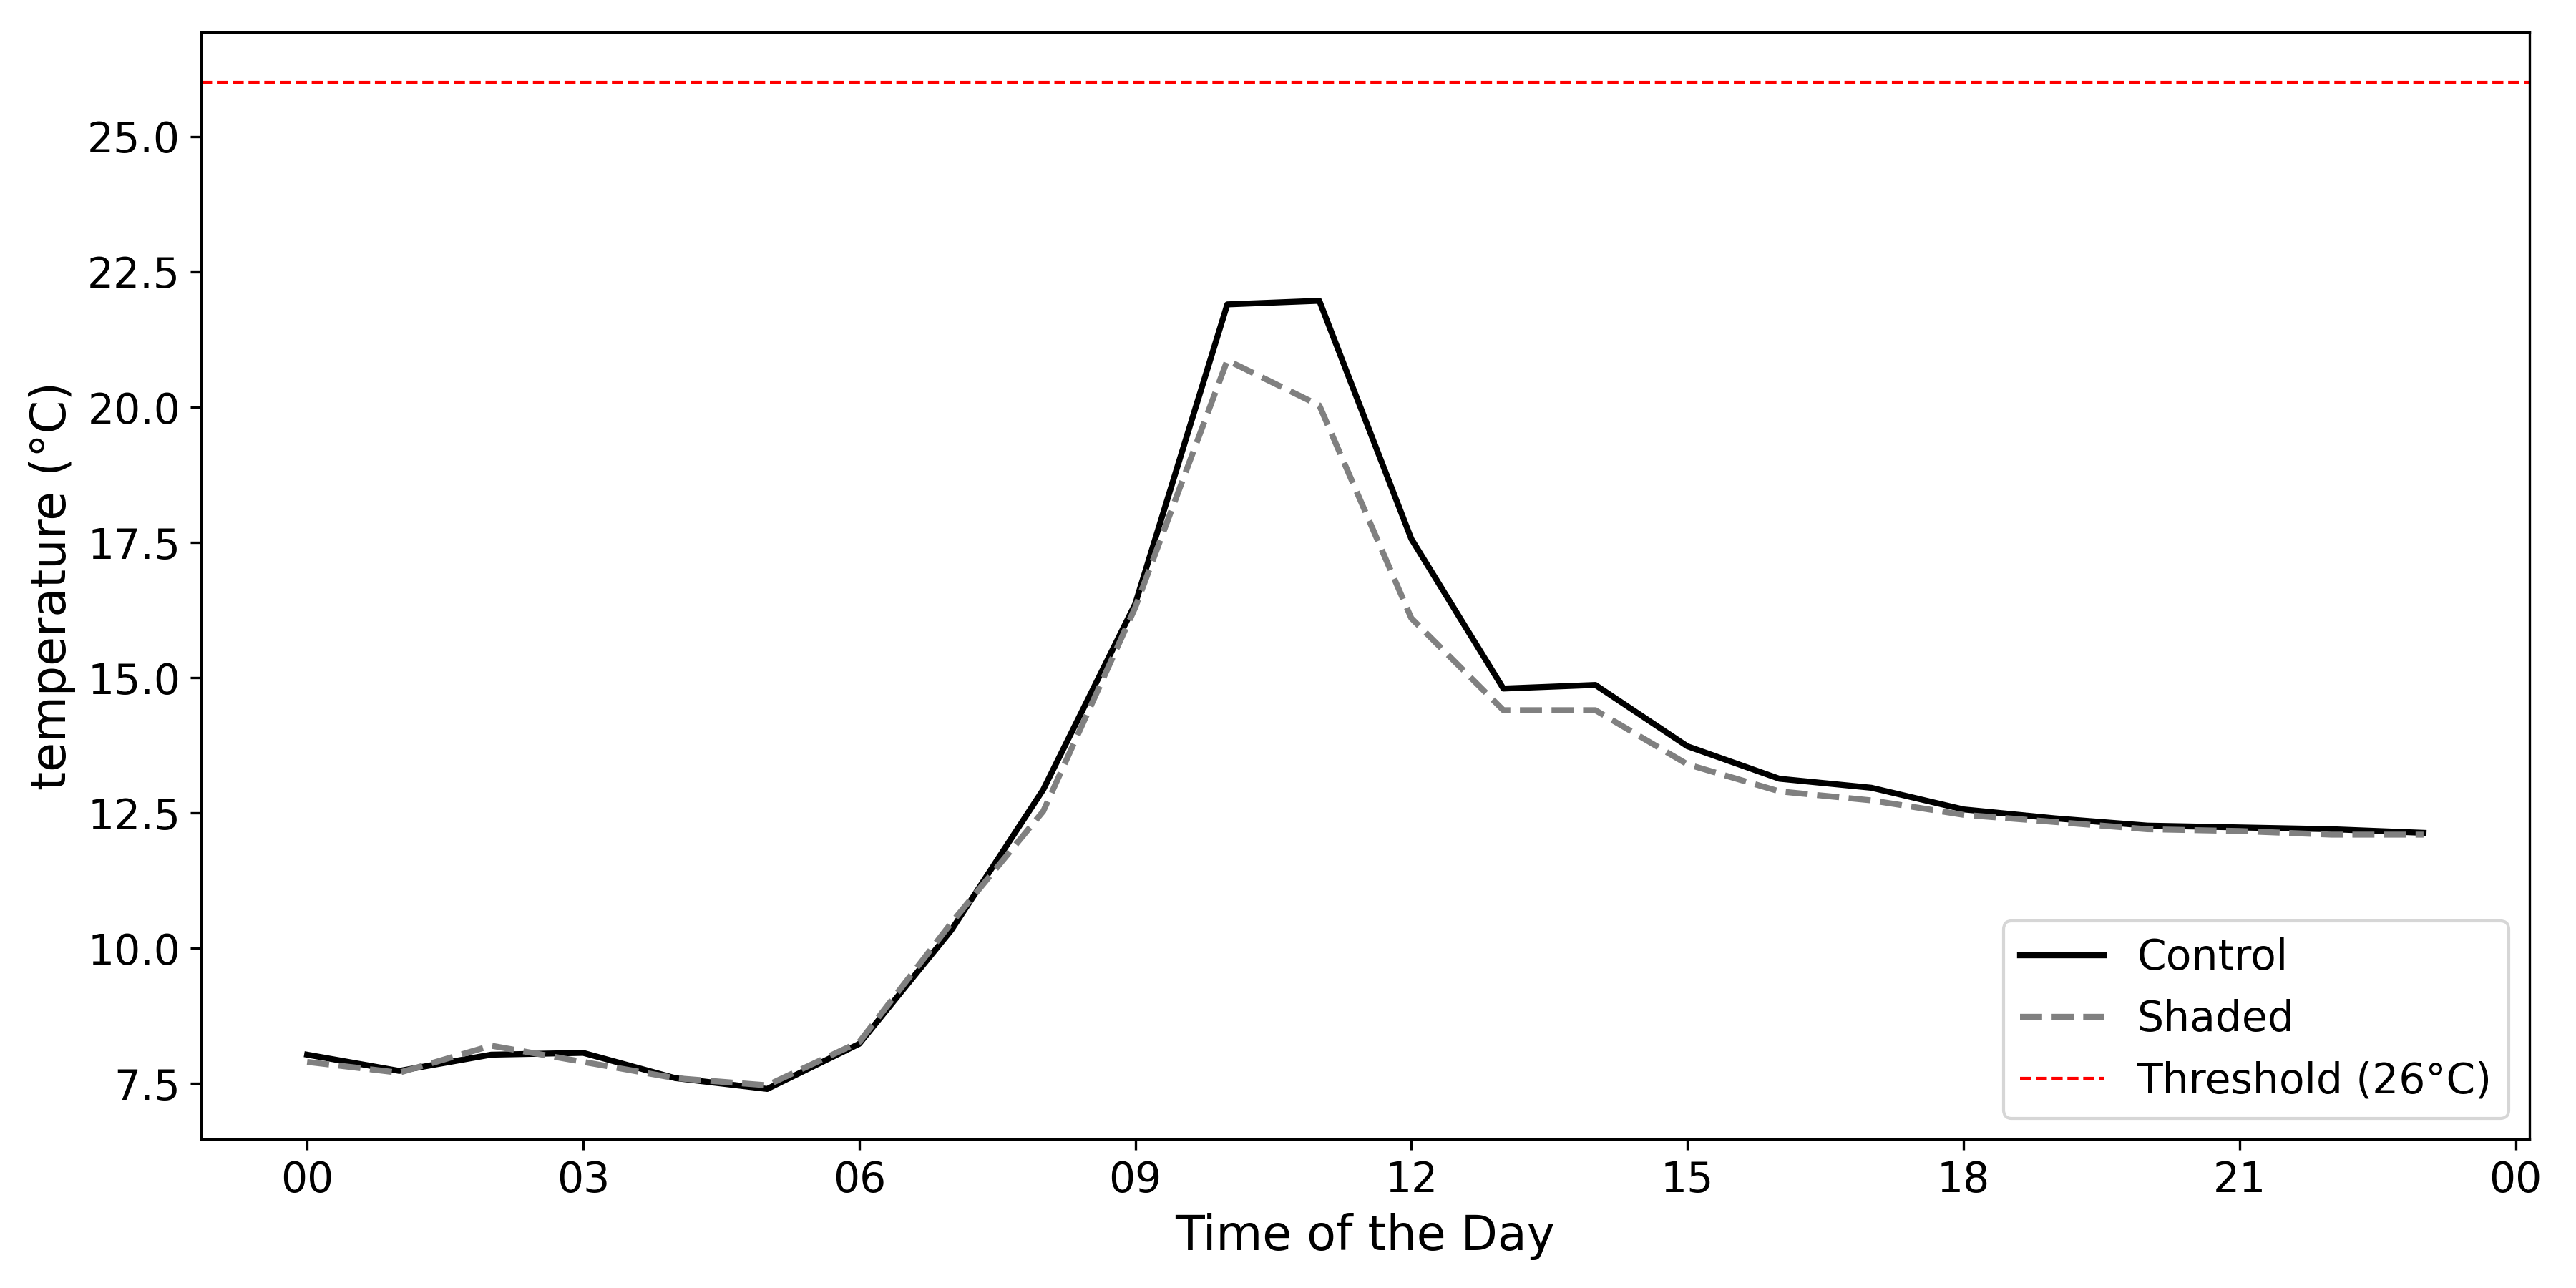 25.0
22.5
20.0
17.5
15.0
12.5
10.0
7.5
temperature (°C)
00 03 06 09 12 15 18 21 00
Time of the Day
Control
Shaded
Threshold (26°C)